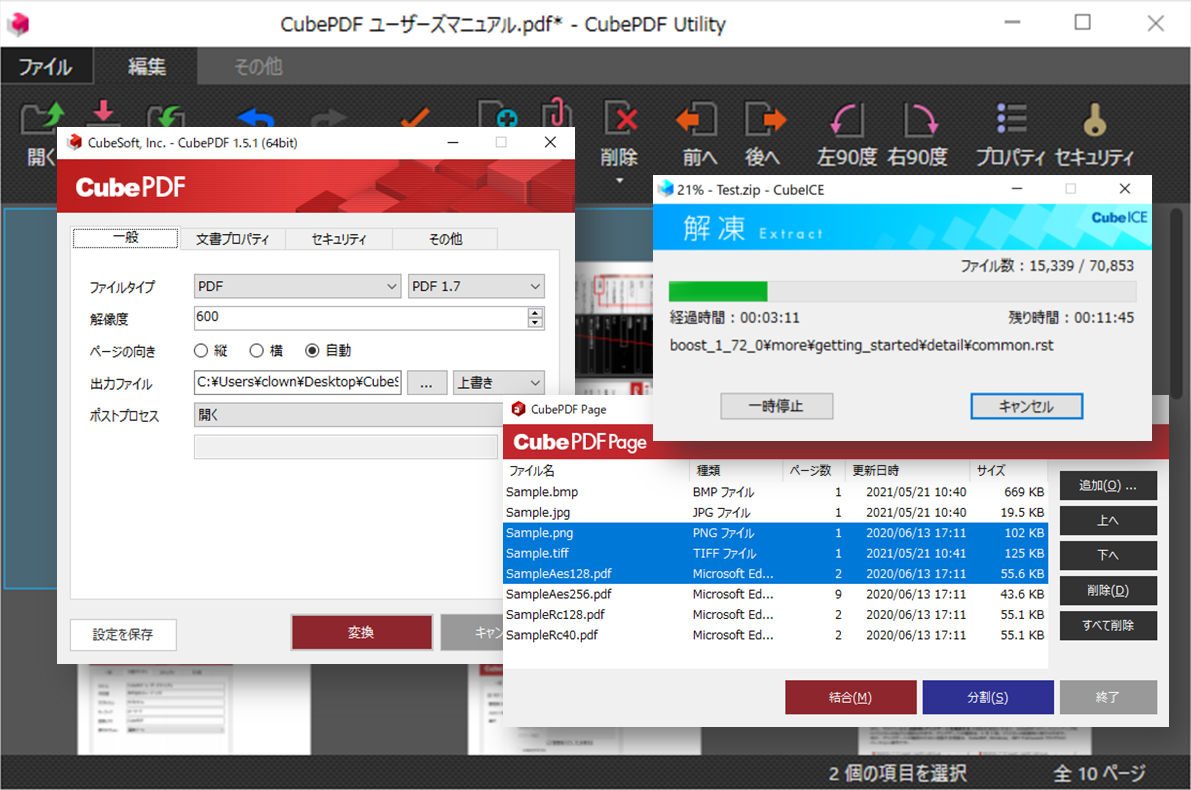 CubePDF ユーザーズマニュアル.pdf* - CubePDF Utility
ファイル 編集 その他
開く 削除 前へ 後へ 左90度 右90度 プロパティ セキュリティ
CubeSoft, Inc. - CubePDF 1.5.1 (64bit)
CubePDF
一般 文書プロパティ セキュリティ その他
ファイルタイプ PDF PDF 1.7
解像度 600
ページの向き 縦 横 自動
出力ファイル C:¥Users¥clown¥Desktop¥CubeS ... 上書き
ポストプロセス 開く
設定を保存 変換 キャン
21% - Test.zip - CubeICE
解凍 Extract CubeICE
ファイル数：15,339 / 70,853
経過時間：00:03:11 残り時間：00:11:45
boost_1_72_0¥more¥getting_started¥detail¥common.rst
一時停止 キャンセル
CubePDF Page
CubePDF Page
ファイル名 種類 ページ数 更新日時 サイズ
Sample.bmp BMP ファイル 1 2021/05/21 10:40 669 KB
Sample.jpg JPG ファイル 1 2021/05/21 10:40 19.5 KB
Sample.png PNG ファイル 1 2020/06/13 17:11 102 KB
Sample.tiff TIFF ファイル 1 2021/05/21 10:41 125 KB
SampleAes128.pdf Microsoft Ed... 2 2020/06/13 17:11 55.6 KB
SampleAes256.pdf Microsoft Ed... 9 2020/06/13 17:11 43.6 KB
SampleRc128.pdf Microsoft Ed... 2 2020/06/13 17:11 55.1 KB
SampleRc40.pdf Microsoft Ed... 2 2020/06/13 17:11 55.1 KB
追加(O) ...
上へ
下へ
削除(D)
すべて削除
結合(M) 分割(S) 終了
2 個の項目を選択 全 10 ページ